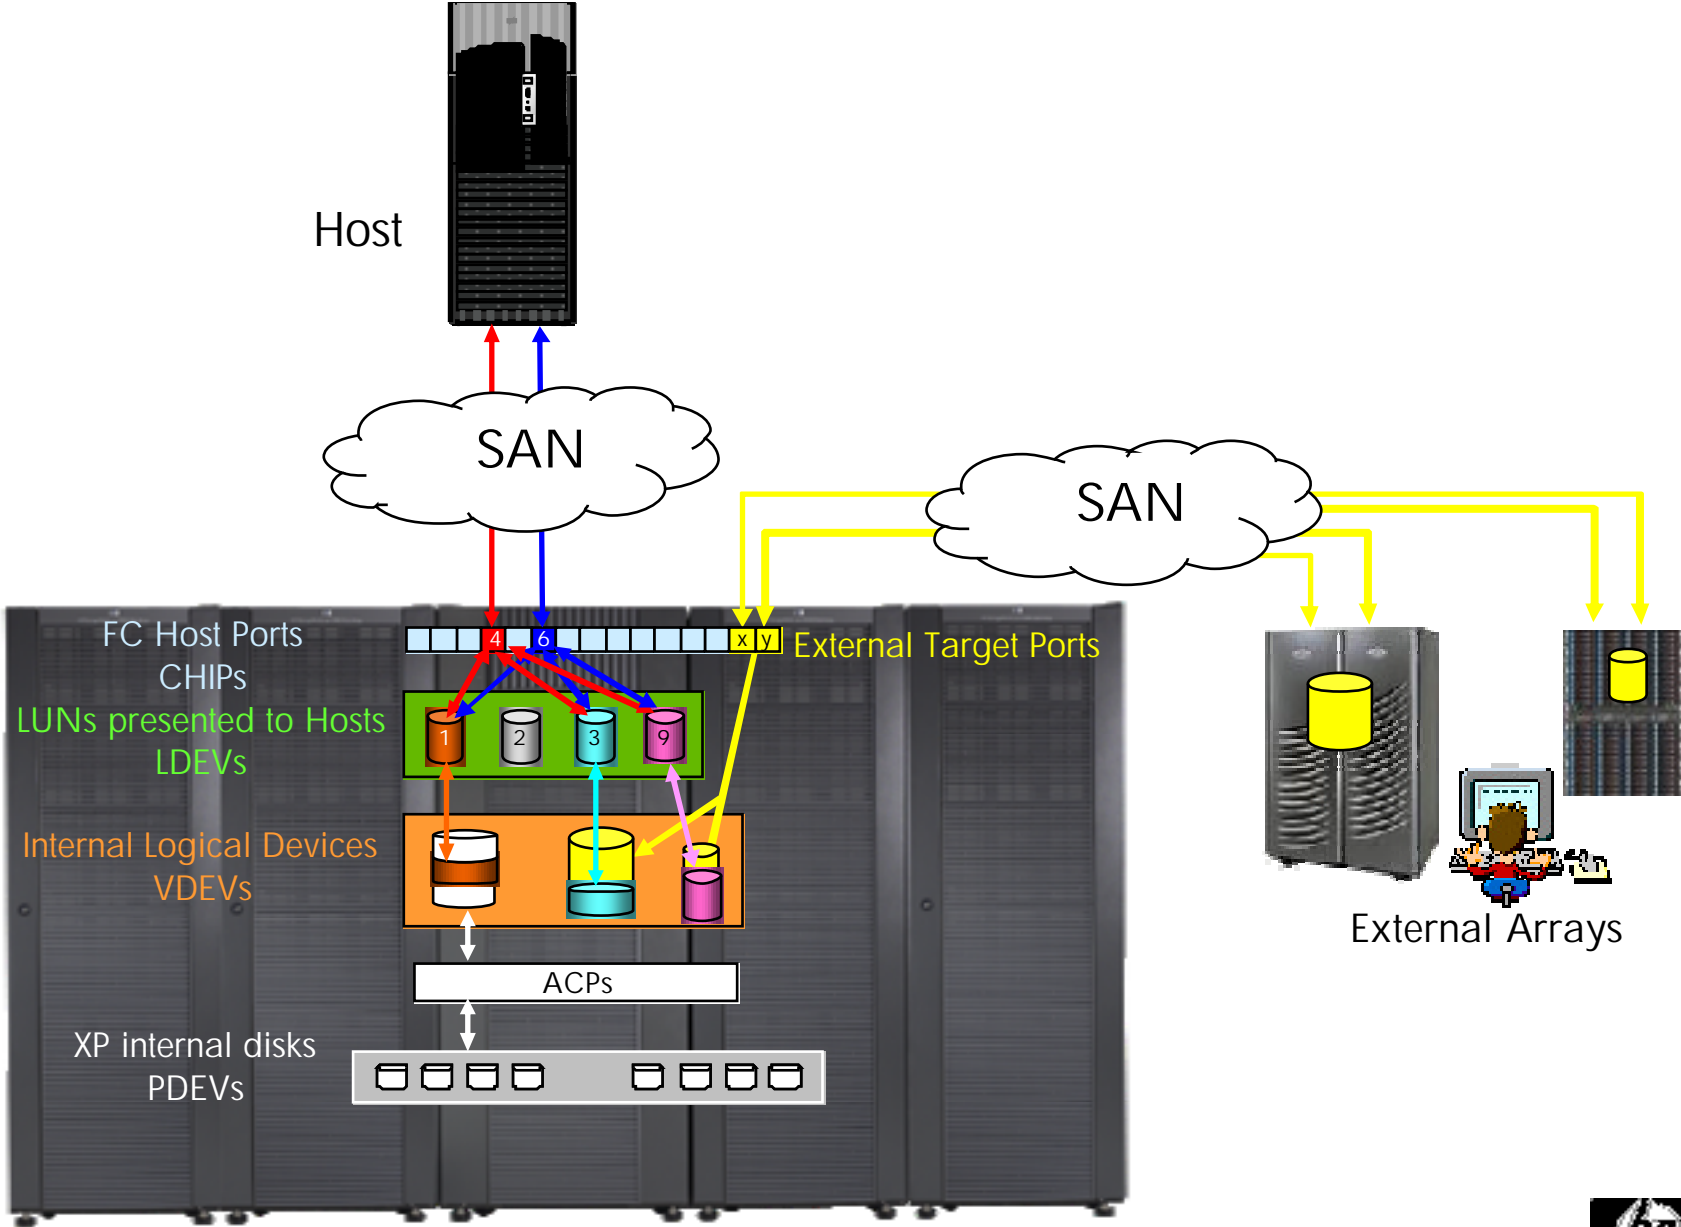 Host
SAN
SAN
FC Host Ports
CHIPs
4
6
x
y
External Target Ports
LUNs presented to Hosts
LDEVs
1
2
3
9
Internal Logical Devices
VDEVs
External Arrays
ACPs
XP internal disks
PDEVs